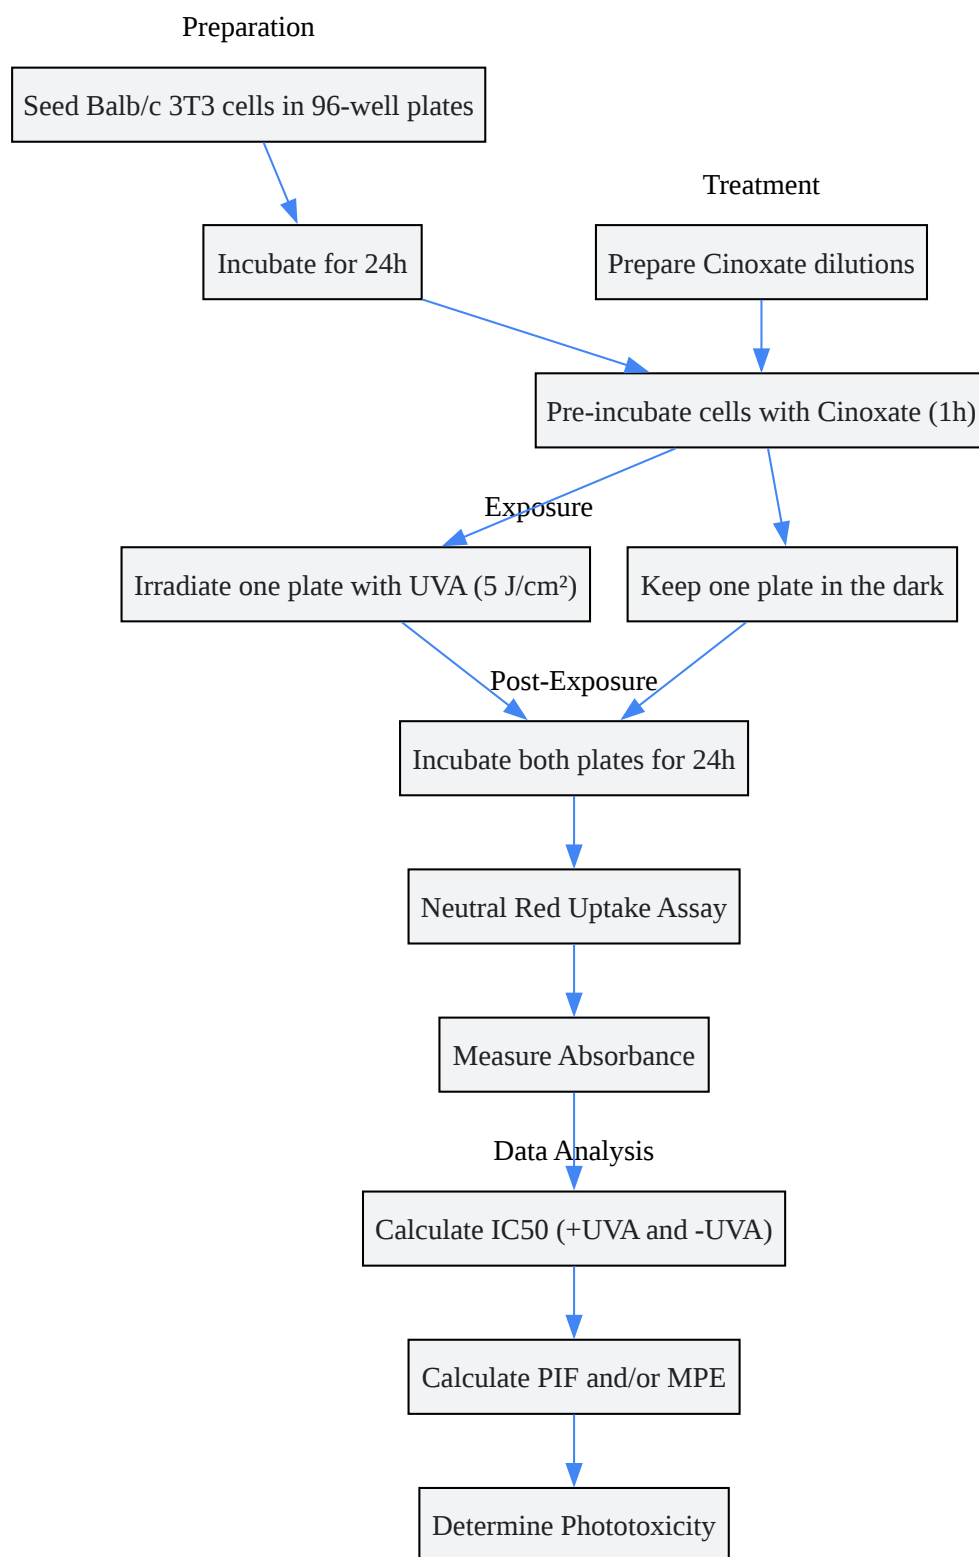 Preparation
Seed Balb/c 3T3 cells in 96-well plates
Treatment
Incubate for 24h
Prepare Cinoxate dilutions
Pre-incubate cells with Cinoxate (1h)
Exposure
Irradiate one plate with UVA (5 J/cm²)
Keep one plate in the dark
Post-Exposure
Incubate both plates for 24h
Neutral Red Uptake Assay
Measure Absorbance
Data Analysis
Calculate IC50 (+UVA and -UVA)
Calculate PIF and/or MPE
Determine Phototoxicity